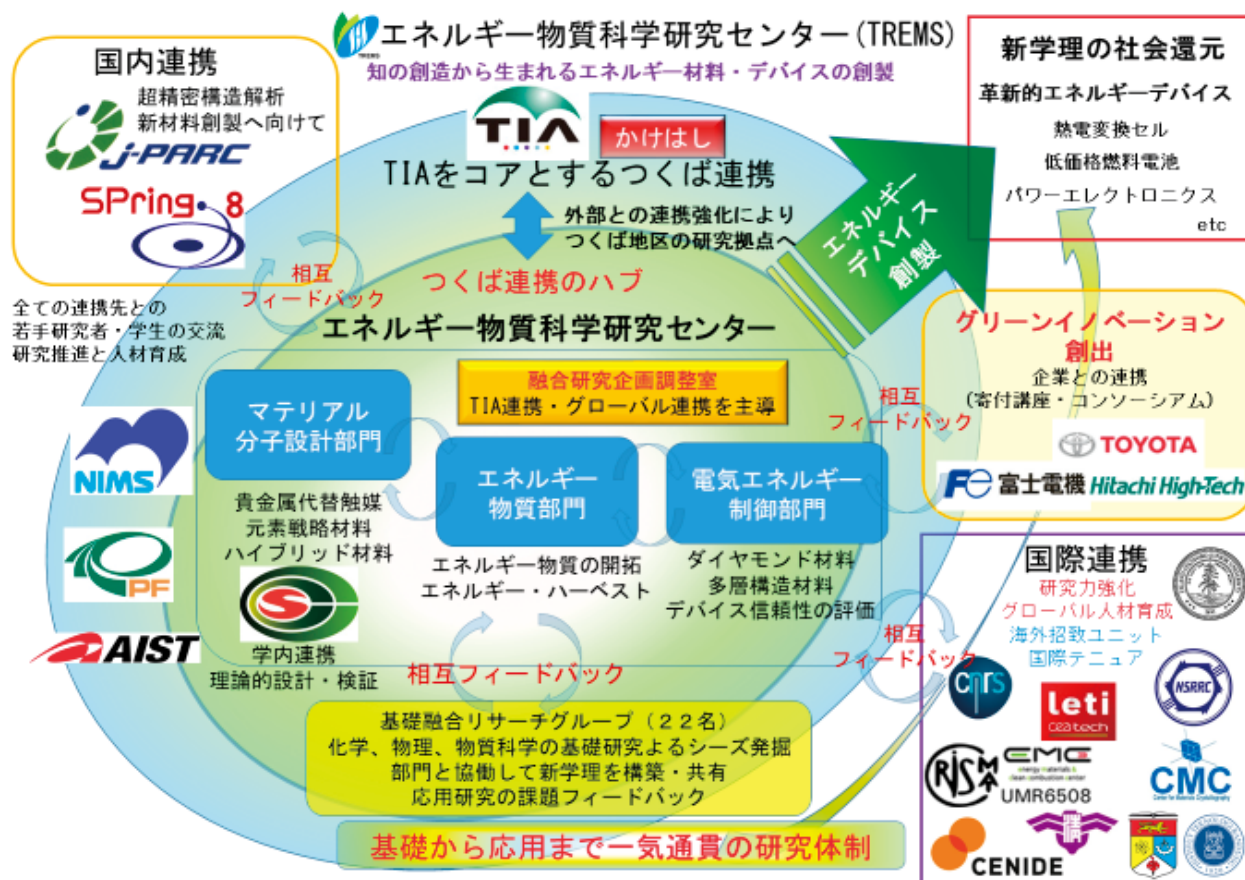 エネルギー物質科学研究センター(TREMS)
TREMS
知の創造から生まれるエネルギー材料・デバイスの創製
国内連携
超精密構造解析
新材料創製へ向けて
J-PARC
SPring・8
TIA
かけはし
TIAをコアとするつくば連携
外部との連携強化により
つくば地区の研究拠点へ
エネルギー
デバイス
創製
新学理の社会還元
革新的エネルギーデバイス
熱電変換セル
低価格燃料電池
パワーエレクトロニクス
etc
相互
フィードバック
つくば連携のハブ
エネルギー物質科学研究センター
全ての連携先との
若手研究者・学生の交流
研究推進と人材育成
融合研究企画調整室
TIA連携・グローバル連携を主導
マテリアル
分子設計部門
貴金属代替触媒
元素戦略材料
ハイブリッド材料
エネルギー
物質部門
エネルギー物質の開拓
エネルギー・ハーベスト
電気エネルギー
制御部門
ダイヤモンド材料
多層構造材料
デバイス信頼性の評価
相互
フィードバック
グリーンイノベーション
創出
企業との連携
(寄付講座・コンソーシアム)
TOYOTA
Fe 富士電機 Hitachi High-Tech
NIMS
PF
AIST
学内連携
理論的設計・検証
相互フィードバック
相互
フィードバック
基礎融合リサーチグループ（２２名）
化学、物理、物質科学の基礎研究よるシーズ発掘
部門と協働して新学理を構築・共有
応用研究の課題フィードバック
基礎から応用まで一気通貫の研究体制
国際連携
研究力強化
グローバル人材育成
海外招致ユニット
国際テニュア
cnrs
leti
ceatech
NSRRC
CRISMAT
EMC
energy materials &
clean combustion center
UMR6508
CMC
Center for Materials Crystallography
CENIDE